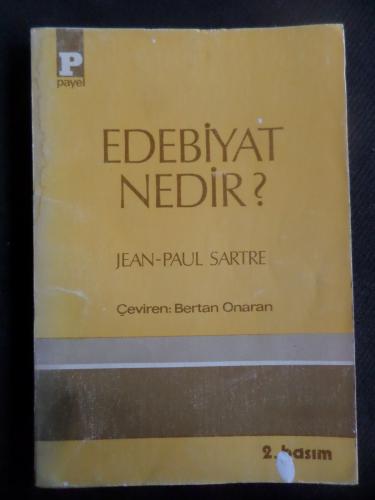 P
payel
EDEBİYAT
NEDİR?
JEAN-PAUL SARTRE
Çeviren: Bertan Onaran
2. basım